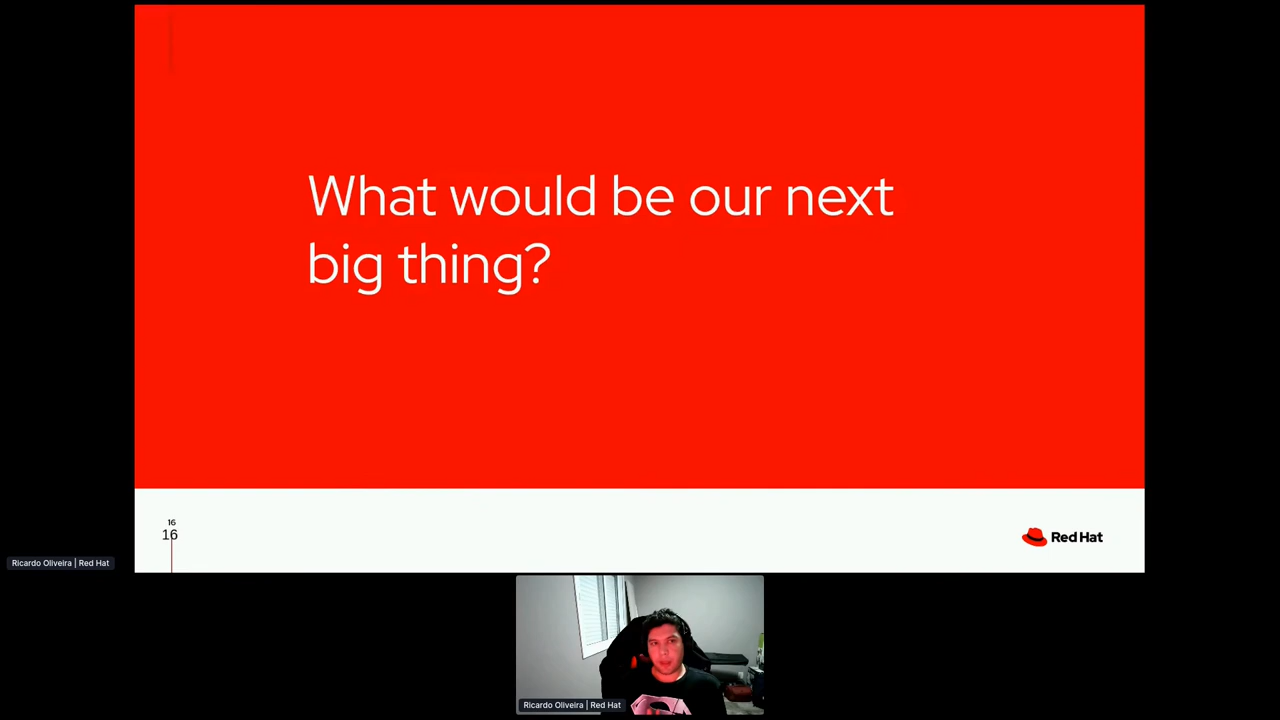 What would be our next
big thing?
16
16
Red Hat
Ricardo Oliveira | Red Hat
Ricardo Oliveira | Red Hat